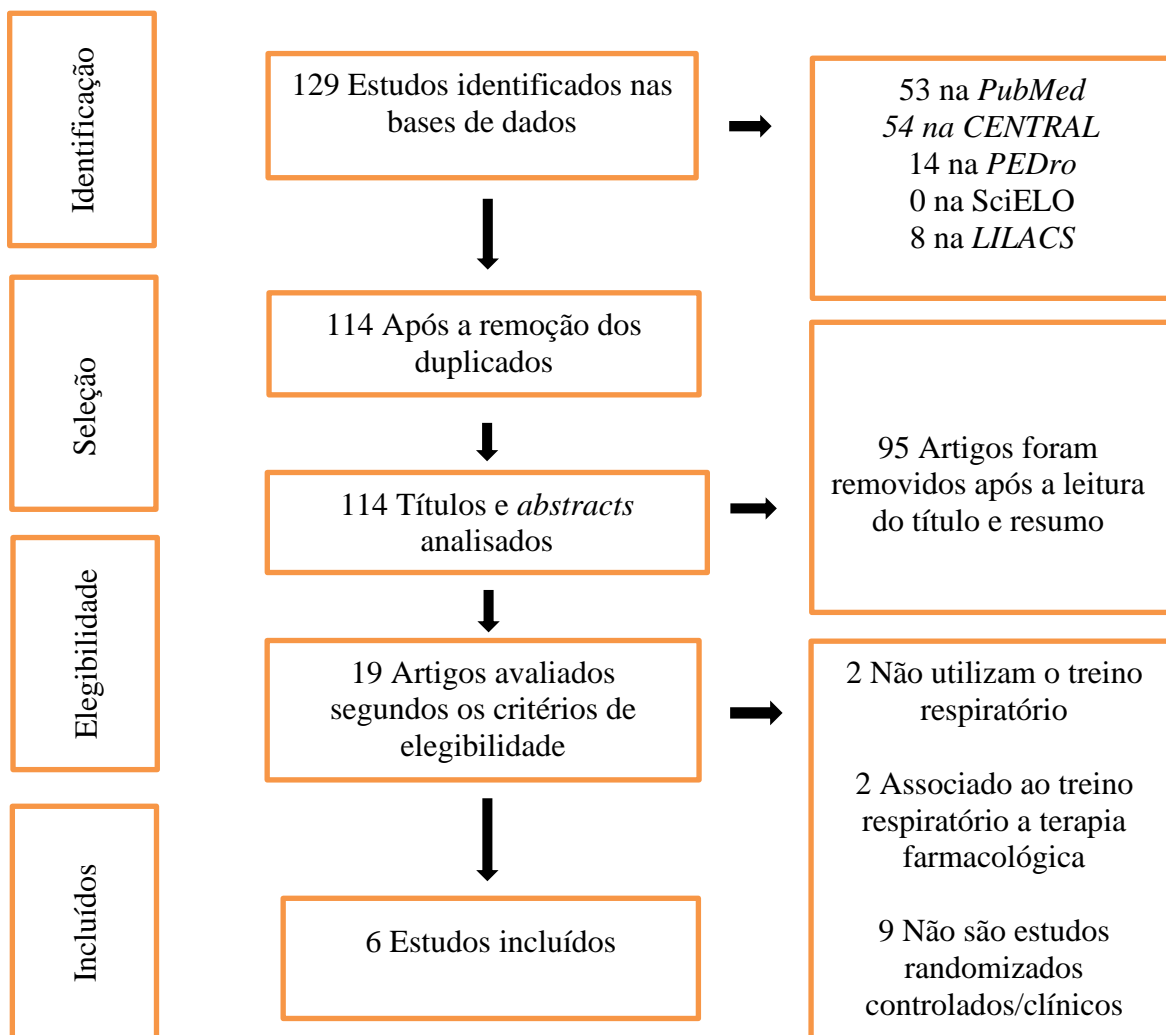 Identificação
129 Estudos identificados nas
bases de dados
53 na PubMed
54 na CENTRAL
14 na PEDro
0 na SciELO
8 na LILACS
Seleção
114 Após a remoção dos
duplicados
114 Títulos e abstracts
analisados
95 Artigos foram
removidos após a leitura
do título e resumo
Elegibilidade
19 Artigos avaliados
segundos os critérios de
elegibilidade
2 Não utilizam o treino
respiratório
2 Associado ao treino
respiratório a terapia
farmacológica
9 Não são estudos
randomizados
controlados/clínicos
Incluídos
6 Estudos incluídos